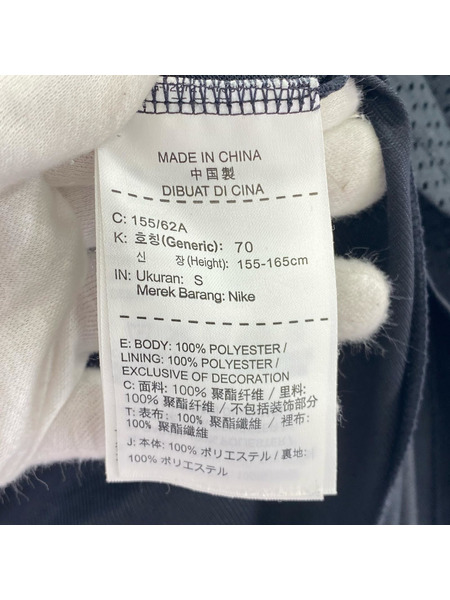 MADE IN CHINA
中国製
DIBUAT DI CINA
C: 155/62A
K: 호칭(Generic): 70
신 장(Height): 155-165cm
IN: Ukuran: S
Merek Barang: Nike
E: BODY: 100% POLYESTER /
LINING: 100% POLYESTER /
EXCLUSIVE OF DECORATION
C: 面料: 100% 聚酯纤维 / 里料:
100% 聚酯纤维 / 不包括装饰部分
T: 表布: 100% 聚酯纖維 / 裡布:
100% 聚酯纖維
J: 本体: 100% ポリエステル / 裏地:
100% ポリエステル